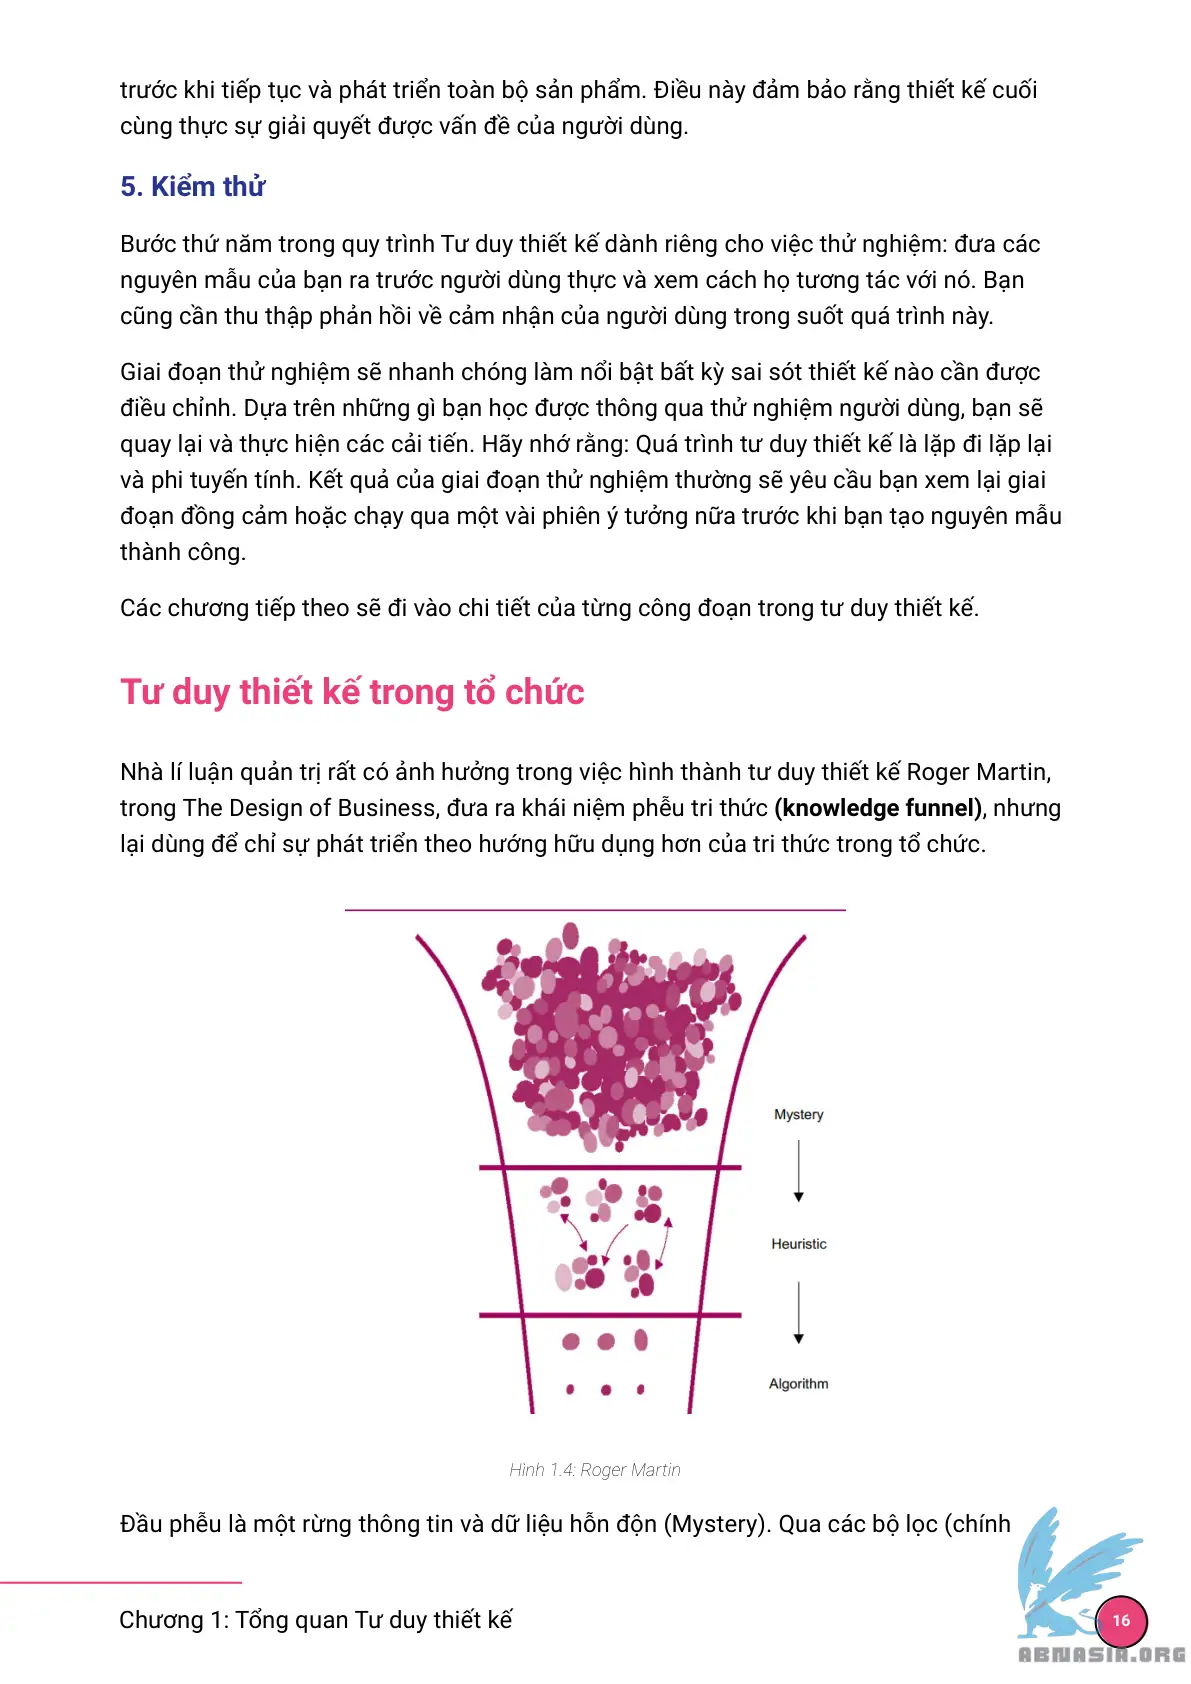 trước khi tiếp tục và phát triển toàn bộ sản phẩm. Điều này đảm bảo rằng thiết kế cuối
cùng thực sự giải quyết được vấn đề của người dùng.
5. Kiểm thử
Bước thứ năm trong quy trình Tư duy thiết kế dành riêng cho việc thử nghiệm: đưa các
nguyên mẫu của bạn ra trước người dùng thực và xem cách họ tương tác với nó. Bạn
cũng cần thu thập phản hồi về cảm nhận của người dùng trong suốt quá trình này.
Giai đoạn thử nghiệm sẽ nhanh chóng làm nổi bật bất kỳ sai sót thiết kế nào cần được
điều chỉnh. Dựa trên những gì bạn học được thông qua thử nghiệm người dùng, bạn sẽ
quay lại và thực hiện các cải tiến. Hãy nhớ rằng: Quá trình tư duy thiết kế là lặp đi lặp lại
và phi tuyến tính. Kết quả của giai đoạn thử nghiệm thường sẽ yêu cầu bạn xem lại giai
đoạn đồng cảm hoặc chạy qua một vài phiên ý tưởng nữa trước khi bạn tạo nguyên mẫu
thành công.
Các chương tiếp theo sẽ đi vào chi tiết của từng công đoạn trong tư duy thiết kế.
Tư duy thiết kế trong tổ chức
Nhà lí luận quản trị rất có ảnh hưởng trong việc hình thành tư duy thiết kế Roger Martin,
trong The Design of Business, đưa ra khái niệm phễu tri thức (knowledge funnel), nhưng
lại dùng để chỉ sự phát triển theo hướng hữu dụng hơn của tri thức trong tổ chức.
Mystery
Heuristic
Algorithm
Hình 1.4: Roger Martin
Đầu phễu là một rừng thông tin và dữ liệu hỗn độn (Mystery). Qua các bộ lọc (chính
Chương 1: Tổng quan Tư duy thiết kế
16
ABNASIA.ORG